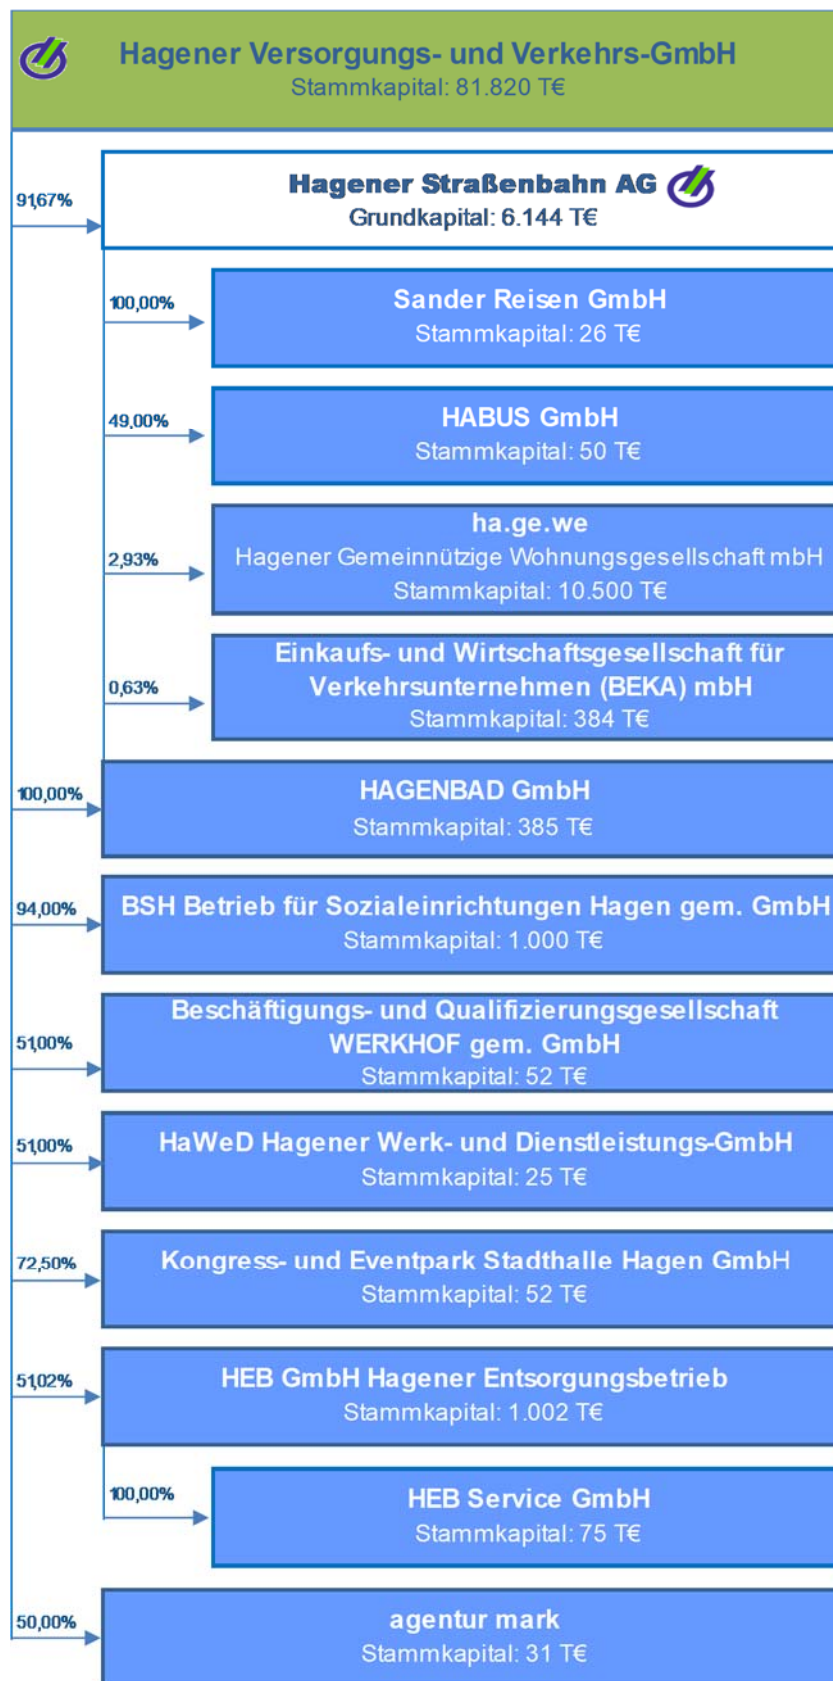 Hagener Versorgungs- und Verkehrs-GmbH
Stammkapital: 81.820 T€
91,67%
Hagener Straßenbahn AG
Grundkapital: 6.144 T€
100,00%
Sander Reisen GmbH
Stammkapital: 26 T€
49,00%
HABUS GmbH
Stammkapital: 50 T€
2,93%
ha.ge.we
Hagener Gemeinnützige Wohnungsgesellschaft mbH
Stammkapital: 10.500 T€
0,63%
Einkaufs- und Wirtschaftsgesellschaft für
Verkehrsunternehmen (BEKA) mbH
Stammkapital: 384 T€
100,00%
HAGENBAD GmbH
Stammkapital: 385 T€
94,00%
BSH Betrieb für Sozialeinrichtungen Hagen gem. GmbH
Stammkapital: 1.000 T€
51,00%
Beschäftigungs- und Qualifizierungsgesellschaft
WERKHOF gem. GmbH
Stammkapital: 52 T€
51,00%
HaWeD Hagener Werk- und Dienstleistungs-GmbH
Stammkapital: 25 T€
72,50%
Kongress- und Eventpark Stadthalle Hagen GmbH
Stammkapital: 52 T€
51,02%
HEB GmbH Hagener Entsorgungsbetrieb
Stammkapital: 1.002 T€
100,00%
HEB Service GmbH
Stammkapital: 75 T€
50,00%
agentur mark
Stammkapital: 31 T€